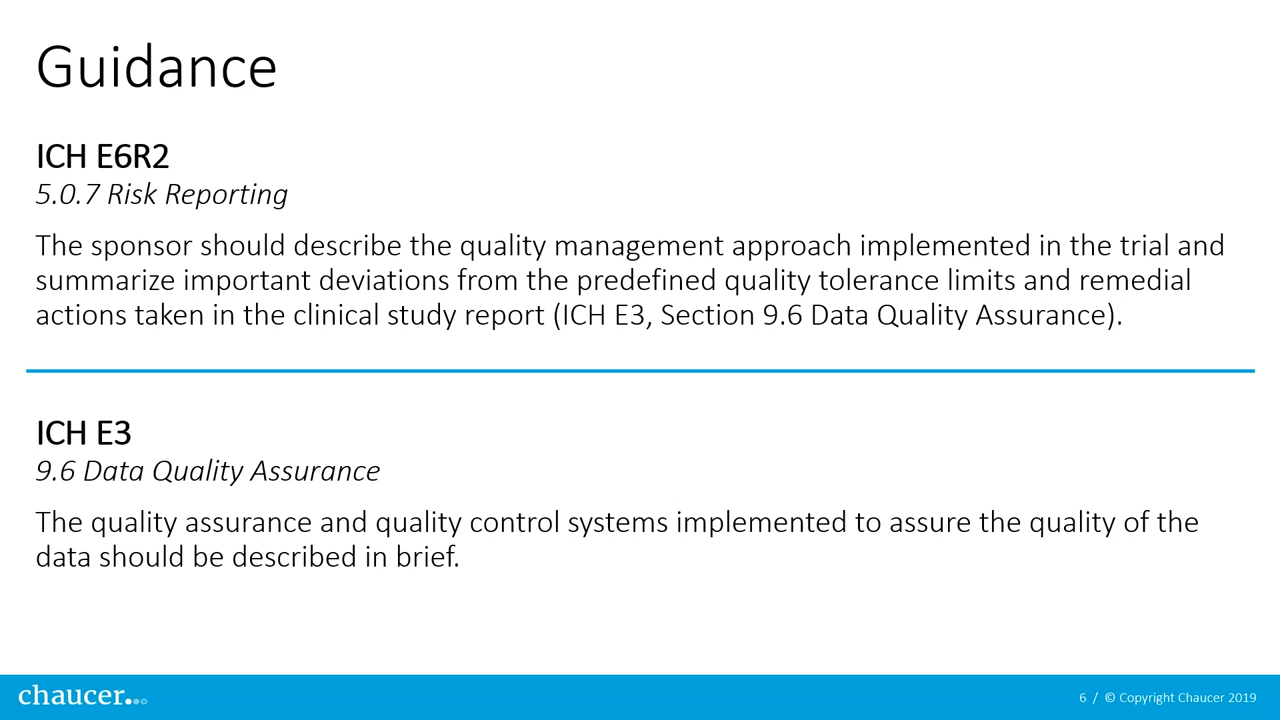 Guidance
ICH E6R2
5.0.7 Risk Reporting
The sponsor should describe the quality management approach implemented in the trial and
summarize important deviations from the predefined quality tolerance limits and remedial
actions taken in the clinical study report (ICH E3, Section 9.6 Data Quality Assurance).
ICH E3
9.6 Data Quality Assurance
The quality assurance and quality control systems implemented to assure the quality of the
data should be described in brief.
chaucer.
6 / © Copyright Chaucer 2019